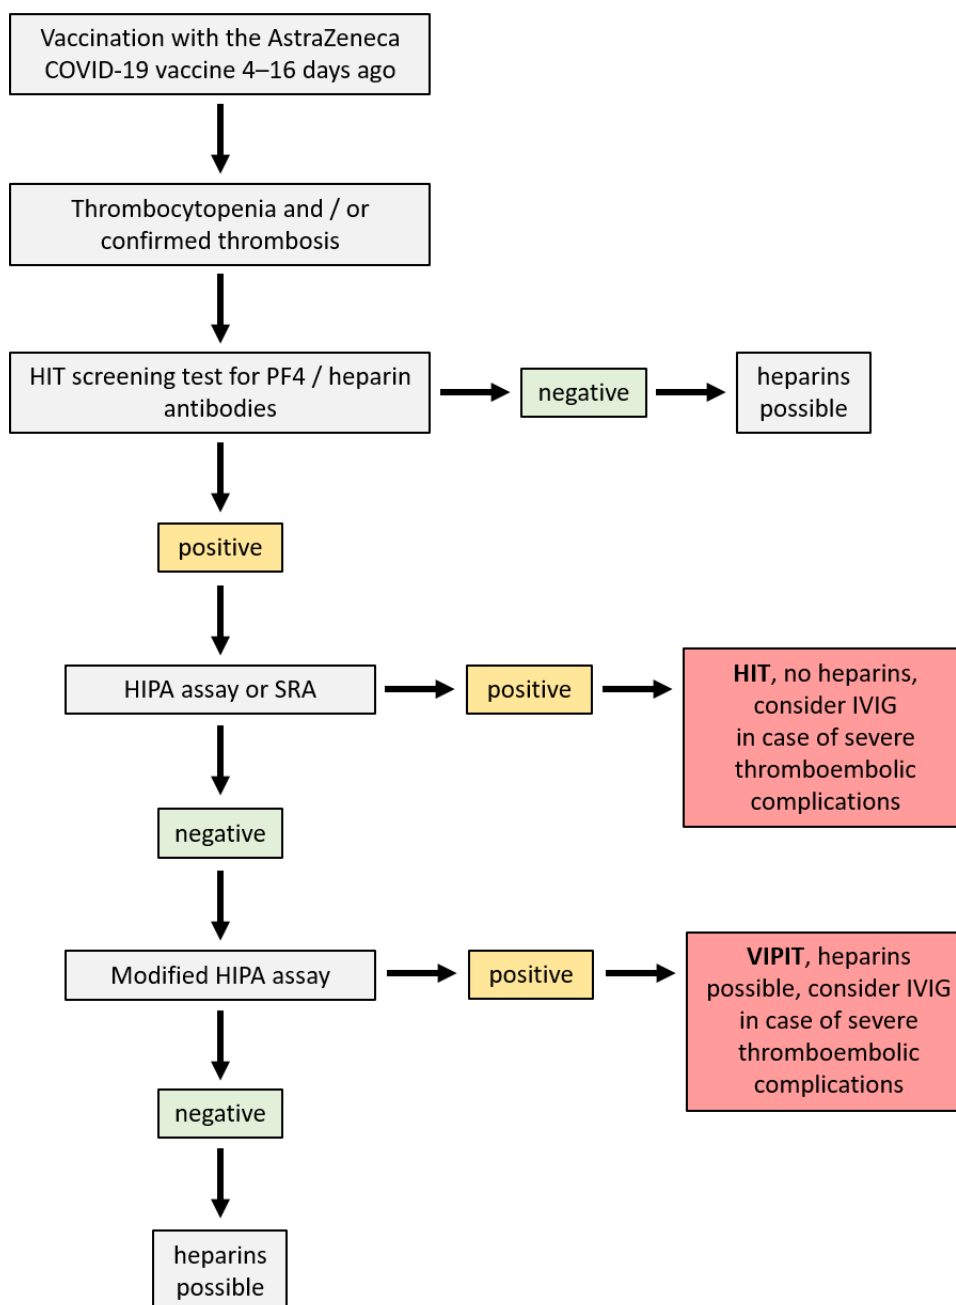 Vaccination with the AstraZeneca
COVID-19 vaccine 4–16 days ago
Thrombocytopenia and / or
confirmed thrombosis
HIT screening test for PF4 / heparin
antibodies
negative
heparins
possible
positive
HIPA assay or SRA
positive
HIT, no heparins,
consider IVIG
in case of severe
thromboembolic
complications
negative
Modified HIPA assay
positive
VIPIT, heparins
possible, consider IVIG
in case of severe
thromboembolic
complications
negative
heparins
possible